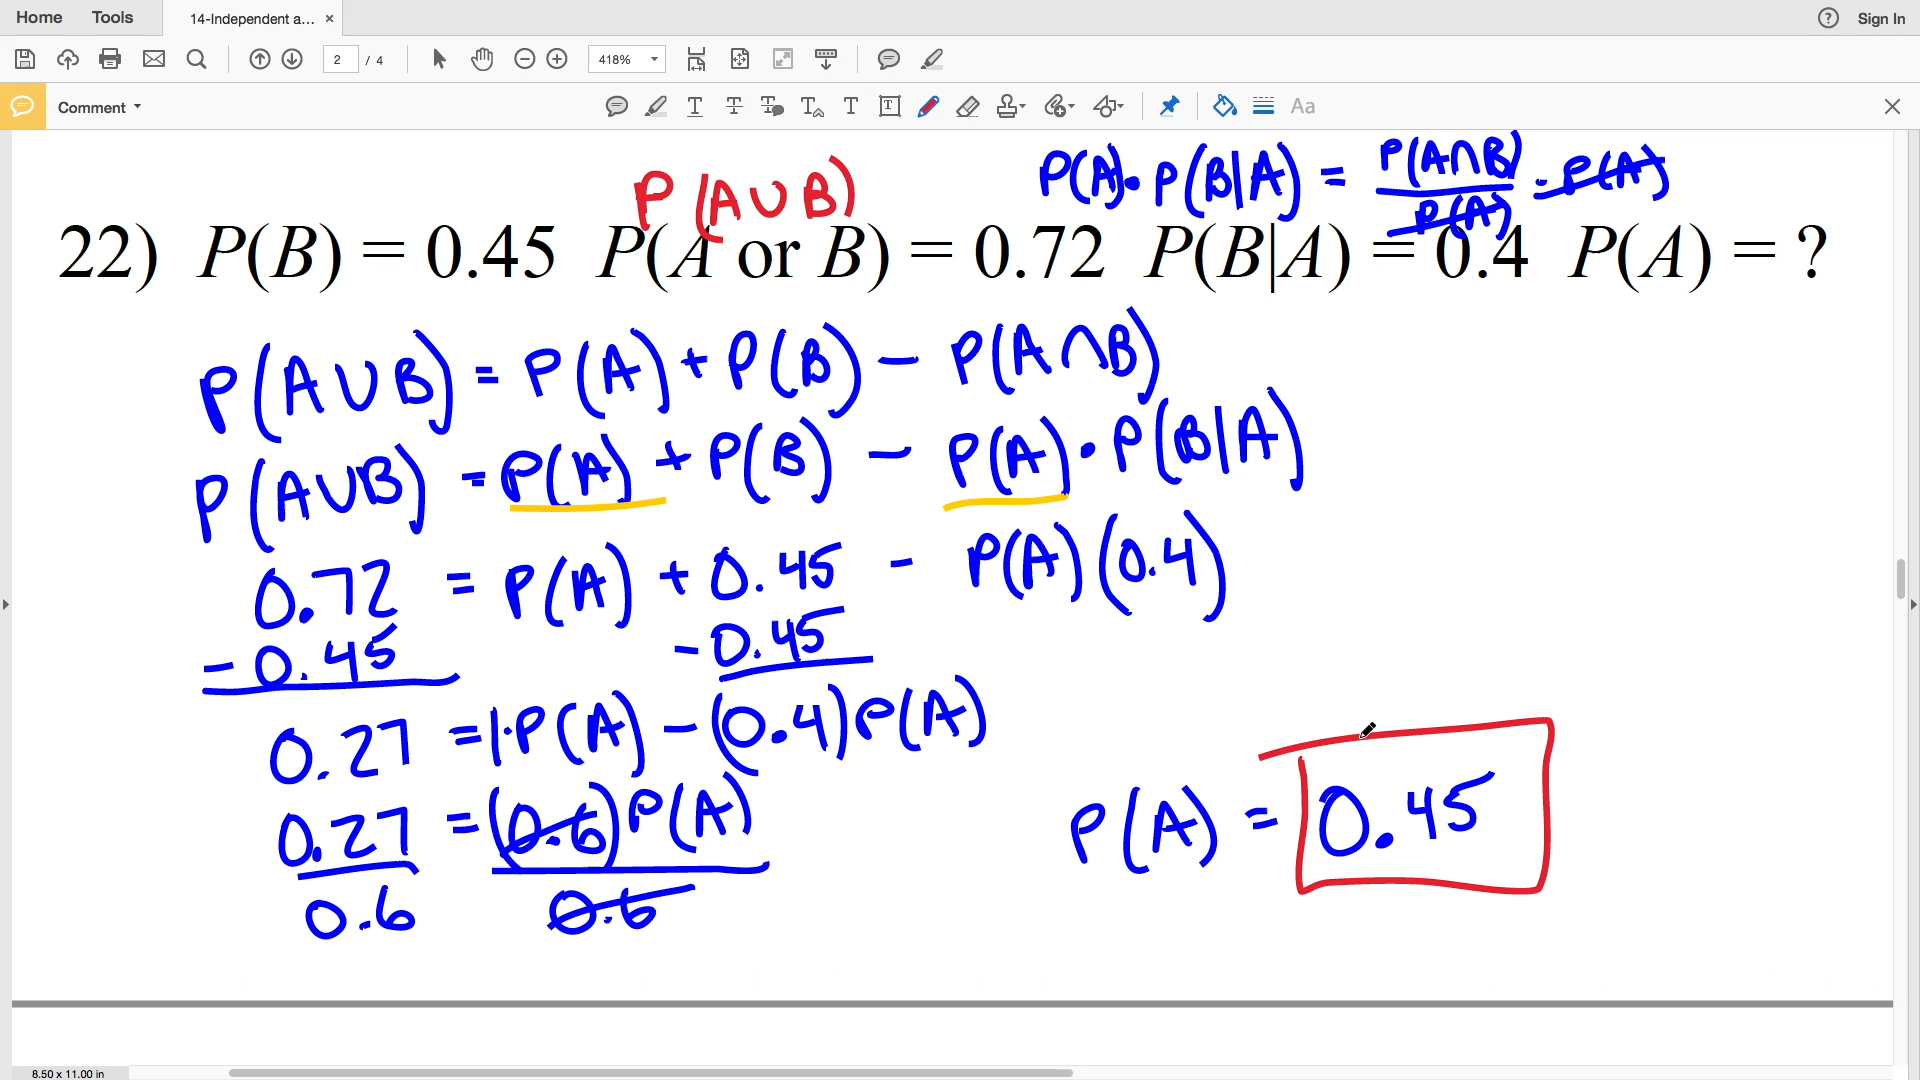 Home Tools 14-Independent a... × ? Sign In
2 / 4 418%
Comment Aa
P(A∪B)
P(A)·P(B|A) = P(A∩B)/P(A) · P(A)
22) P(B) = 0.45 P(A or B) = 0.72 P(B|A) = 0.4 P(A) = ?
P(A∪B) = P(A) + P(B) − P(A∩B)
P(A∪B) = P(A) + P(B) − P(A)·P(B|A)
0.72 = P(A) + 0.45 − P(A)(0.4)
−0.45 −0.45
0.27 = 1·P(A) − (0.4)P(A)
0.27 = (0.6)P(A)
0.6 0.6
P(A) = 0.45
8.50 x 11.00 in